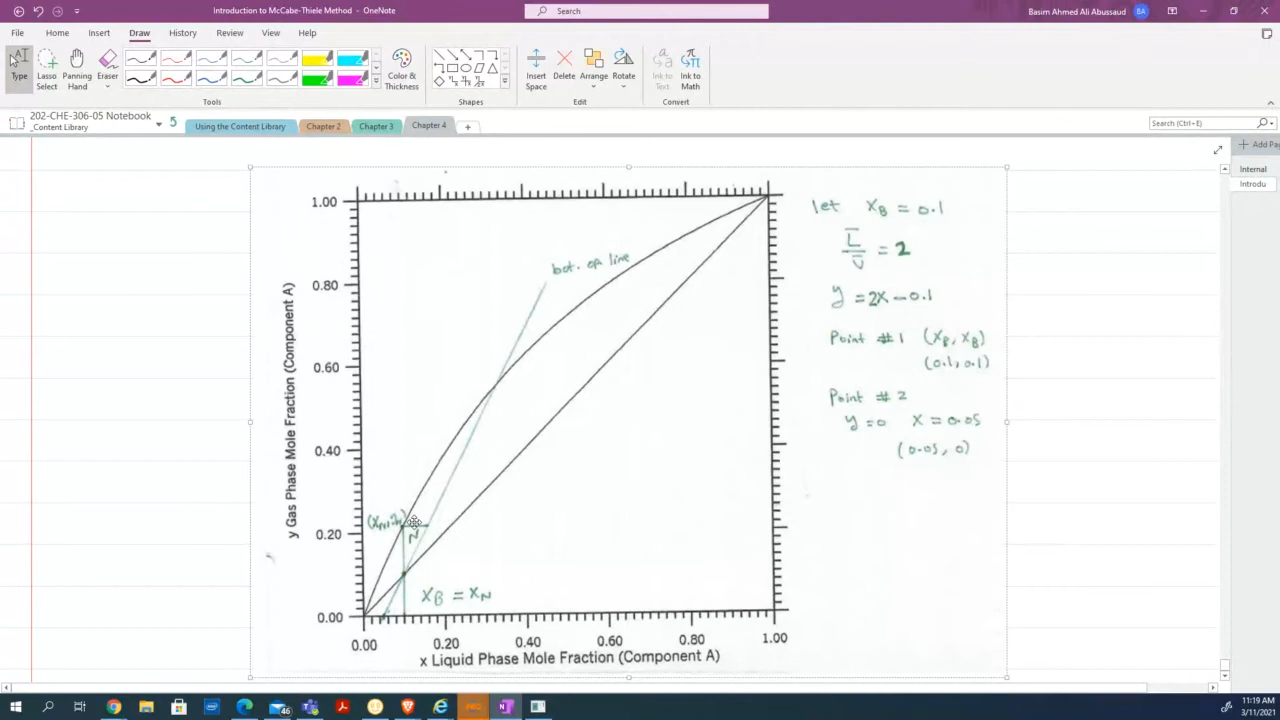 Introduction to McCabe-Thiele Method - OneNote
Search
Basim Ahmed Ali Abussaud BA
File Home Insert Draw History Review View Help
Type
Lasso Select
Panning Hand
Eraser
Color & Thickness
Insert Space
Delete
Arrange
Rotate
Ink to Text
Ink to Math
Tools
Shapes
Edit
Convert
202-CHE-306-05 Notebook
_Content Library
Using the Content Library
Chapter 2
Chapter 3
Chapter 4
Search (Ctrl+E)
Add Pag
Internal
Introdu
y Gas Phase Mole Fraction (Component A)
1.00
0.80
0.60
0.40
0.20
0.00
0.00 0.20 0.40 0.60 0.80 1.00
x Liquid Phase Mole Fraction (Component A)
bot. op line
N
x_B = x_N
let x_B = 0.1
L̅/V̅ = 2
y = 2x - 0.1
Point #1 (x_B, x_B)
(0.1, 0.1)
Point #2
y=0 x=0.05
(0.05, 0)
46
11:19 AM
3/11/2021